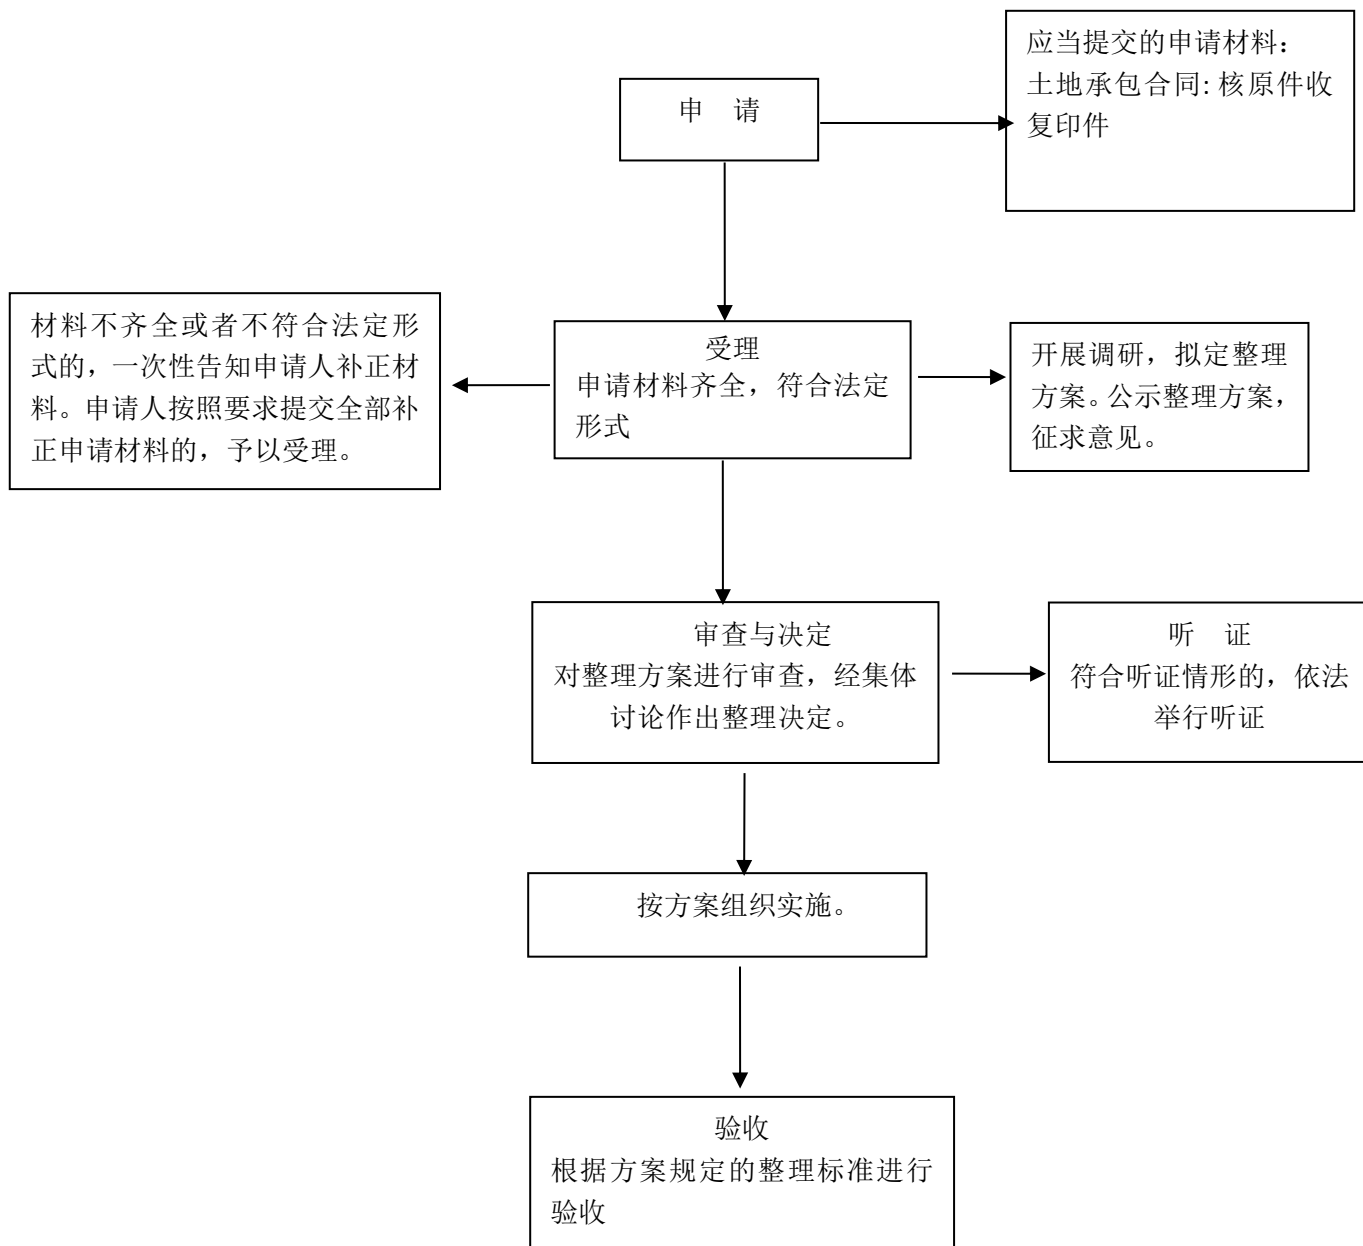 应当提交的申请材料：
土地承包合同：核原件收
复印件
申 请
材料不齐全或者不符合法定形
式的，一次性告知申请人补正材
料。申请人按照要求提交全部补
正申请材料的，予以受理。
受理
申请材料齐全，符合法定
形式
开展调研，拟定整理
方案。公示整理方案，
征求意见。
审查与决定
对整理方案进行审查，经集体
讨论作出整理决定。
听 证
符合听证情形的，依法
举行听证
按方案组织实施。
验收
根据方案规定的整理标准进行
验收